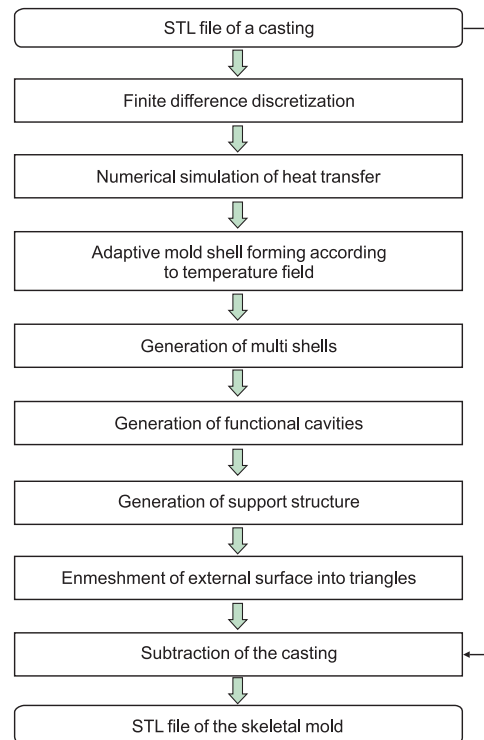 STL file of a casting
Finite difference discretization
Numerical simulation of heat transfer
Adaptive mold shell forming according
to temperature field
Generation of multi shells
Generation of functional cavities
Generation of support structure
Enmeshment of external surface into triangles
Subtraction of the casting
STL file of the skeletal mold